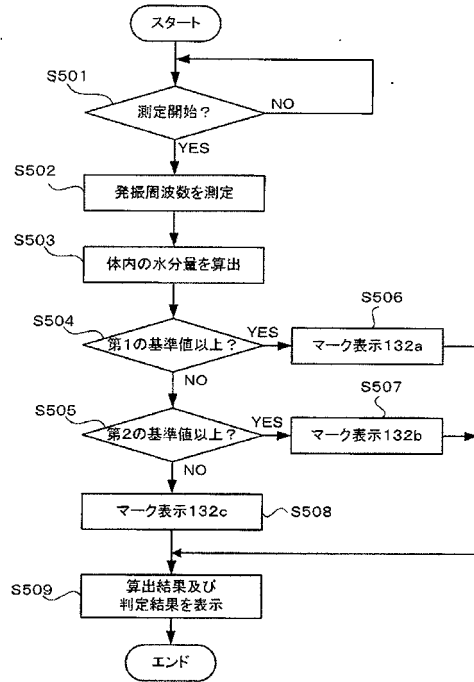 スタート
S501
測定開始?
NO
YES
S502
発振周波数を測定
S503
体内の水分量を算出
S504
第1の基準値以上?
YES
S506
マーク表示132a
NO
S505
第2の基準値以上?
YES
S507
マーク表示132b
NO
マーク表示132c
S508
S509
算出結果及び
判定結果を表示
エンド